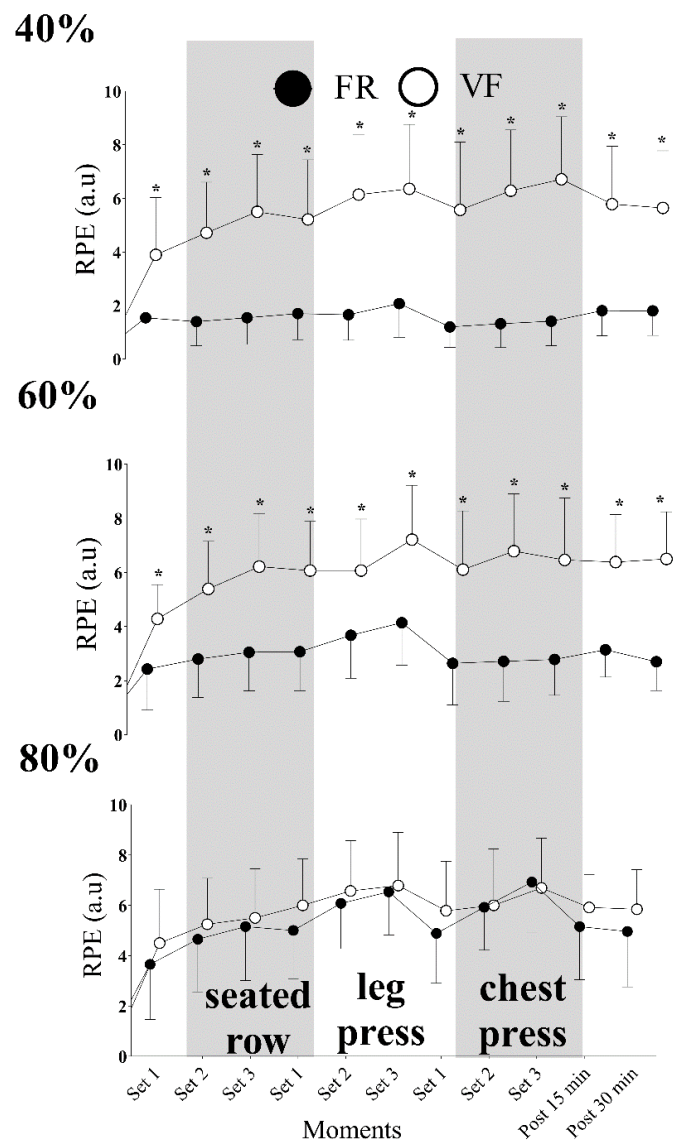 40%
FR VF
* * * * * * * * * * *
RPE (a.u)
10
8
6
4
2
0
60%
* * * * * * * * * * *
RPE (a.u)
10
8
6
4
2
0
80%
RPE (a.u)
10
8
6
4
2
0
seated
row
leg
press
chest
press
Set 1 Set 2 Set 3 Set 1 Set 2 Set 3 Set 1 Set 2 Set 3 Post 15 min Post 30 min
Moments